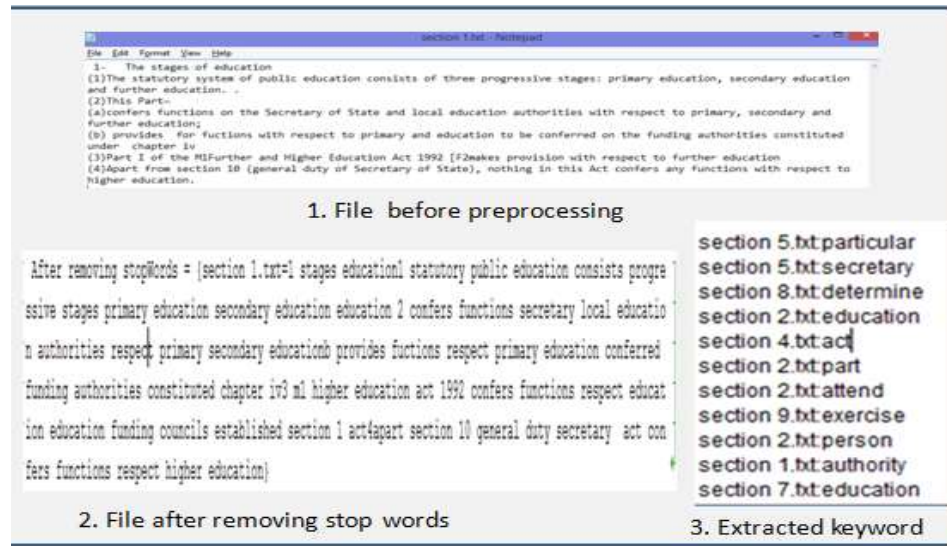 section 1.txt - Notepad
File Edit Format View Help
1- The stages of education
(1)The statutory system of public education consists of three progressive stages: primary education, secondary education
and further education. .
(2)This Part-
(a)confers functions on the Secretary of State and local education authorities with respect to primary, secondary and
further education;
(b) provides for fuctions with respect to primary and education to be conferred on the funding authorities constituted
under chapter iv
(3)Part I of the M1Further and Higher Education Act 1992 [F2makes provision with respect to further education
(4)Apart from section 10 (general duty of Secretary of State), nothing in this Act confers any functions with respect to
higher education.
1. File before preprocessing
After removing stopWords = {section 1.txt=1 stages education1 statutory public education consists progre
ssive stages primary education secondary education education 2 confers functions secretary local educatio
n authorities respect primary secondary educationb provides fuctions respect primary education conferred
funding authorities constituted chapter iv3 m1 higher education act 1992 confers functions respect educat
ion education funding councils established section 1 act4apart section 10 general duty secretary act con
fers functions respect higher education}
2. File after removing stop words
section 5.txt:particular
section 5.txt:secretary
section 8.txt:determine
section 2.txt:education
section 4.txt:act
section 2.txt:part
section 2.txt:attend
section 9.txt:exercise
section 2.txt:person
section 1.txt:authority
section 7.txt:education
3. Extracted keyword